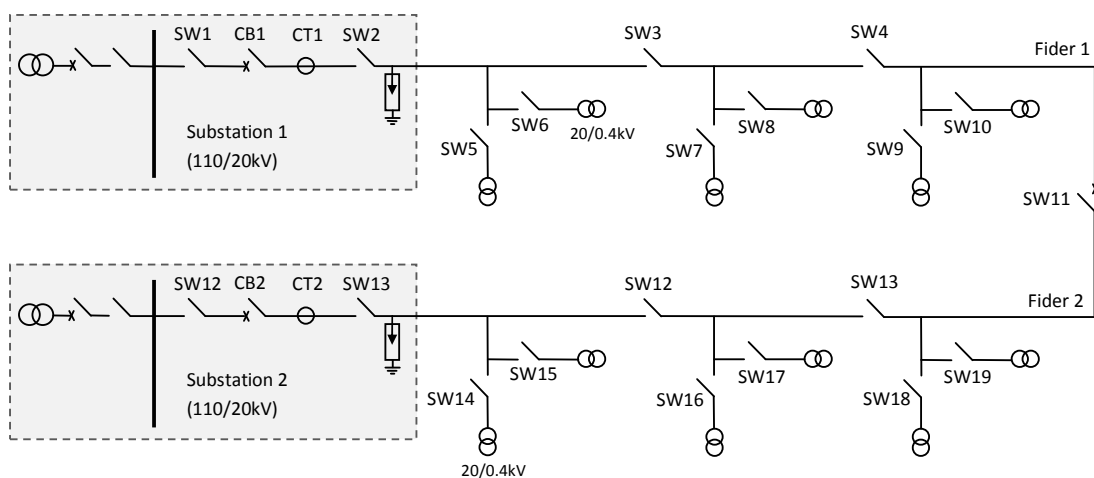 SW1 CB1 CT1 SW2
SW3
SW4
Fider 1
SW6
20/0.4kV
SW5
SW8
SW7
SW10
SW9
Substation 1
(110/20kV)
SW11
SW12 CB2 CT2 SW13
SW12
SW13
Fider 2
SW15
SW14
20/0.4kV
SW17
SW16
SW19
SW18
Substation 2
(110/20kV)